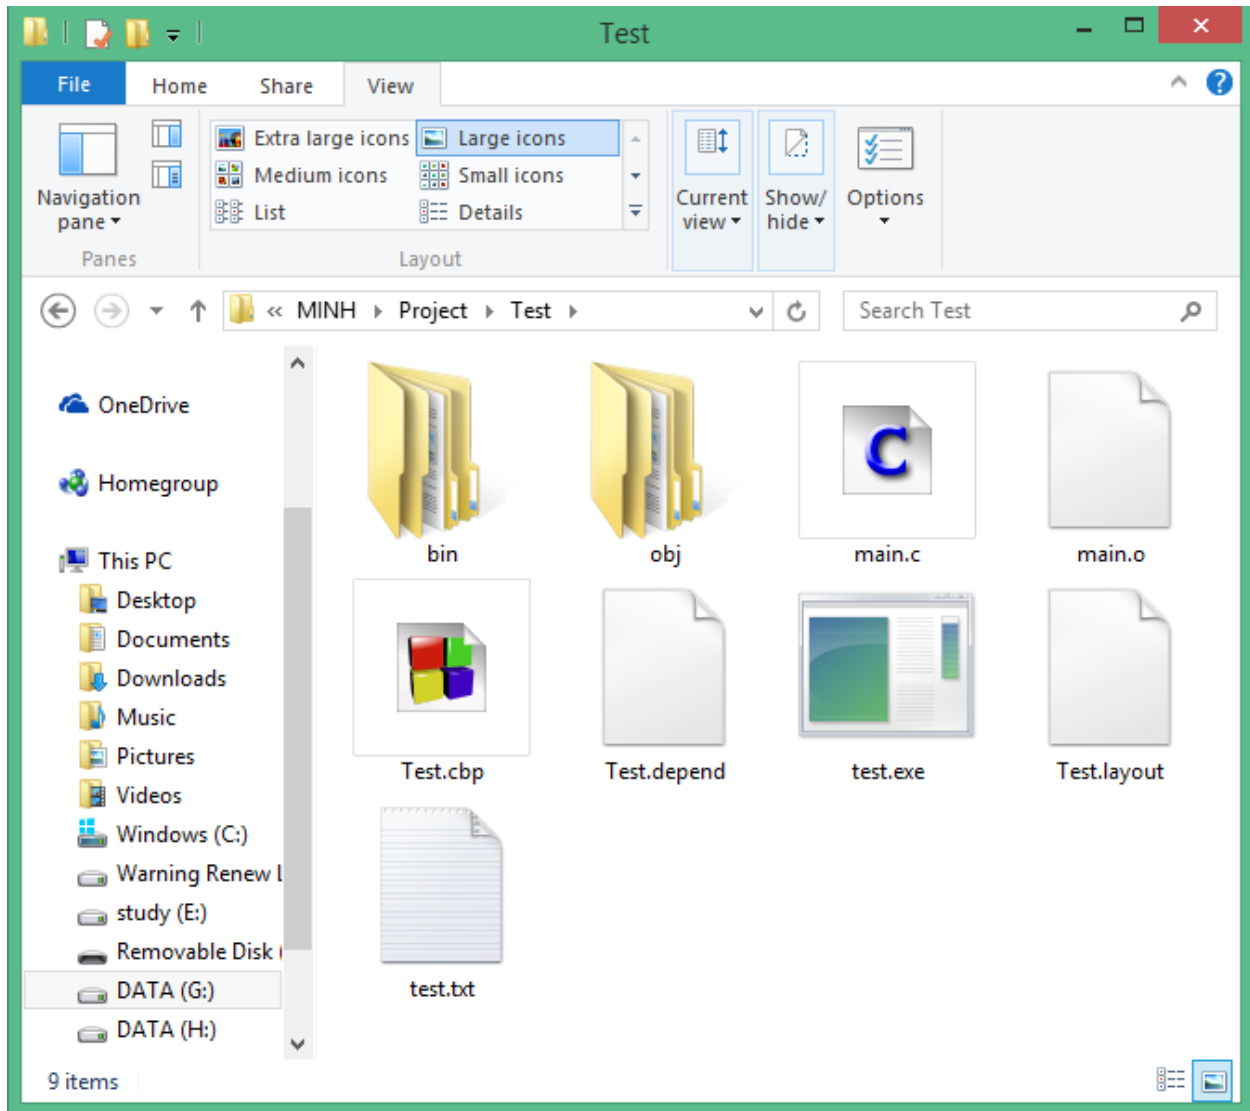 Test
File Home Share View
Extra large icons Large icons
Medium icons Small icons
List Details
Navigation pane
Current view
Show/ hide
Options
Panes Layout
« MINH Project Test
Search Test
OneDrive
Homegroup
This PC
Desktop
Documents
Downloads
Music
Pictures
Videos
Windows (C:)
Warning Renew L
study (E:)
Removable Disk (
DATA (G:)
DATA (H:)
bin obj main.c main.o
Test.cbp Test.depend test.exe Test.layout
test.txt
9 items